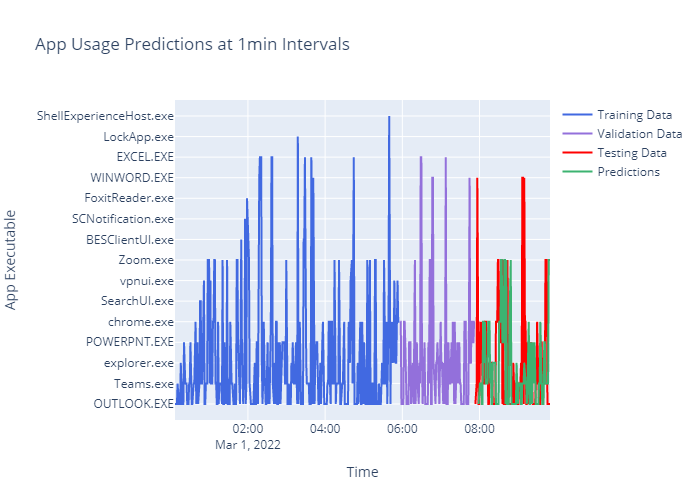 App Usage Predictions at 1min Intervals
Training Data
Validation Data
Testing Data
Predictions
App Executable
ShellExperienceHost.exe
LockApp.exe
EXCEL.EXE
WINWORD.EXE
FoxitReader.exe
SCNotification.exe
BESClientUI.exe
Zoom.exe
vpnui.exe
SearchUI.exe
chrome.exe
POWERPNT.EXE
explorer.exe
Teams.exe
OUTLOOK.EXE
02:00 04:00 06:00 08:00
Mar 1, 2022
Time